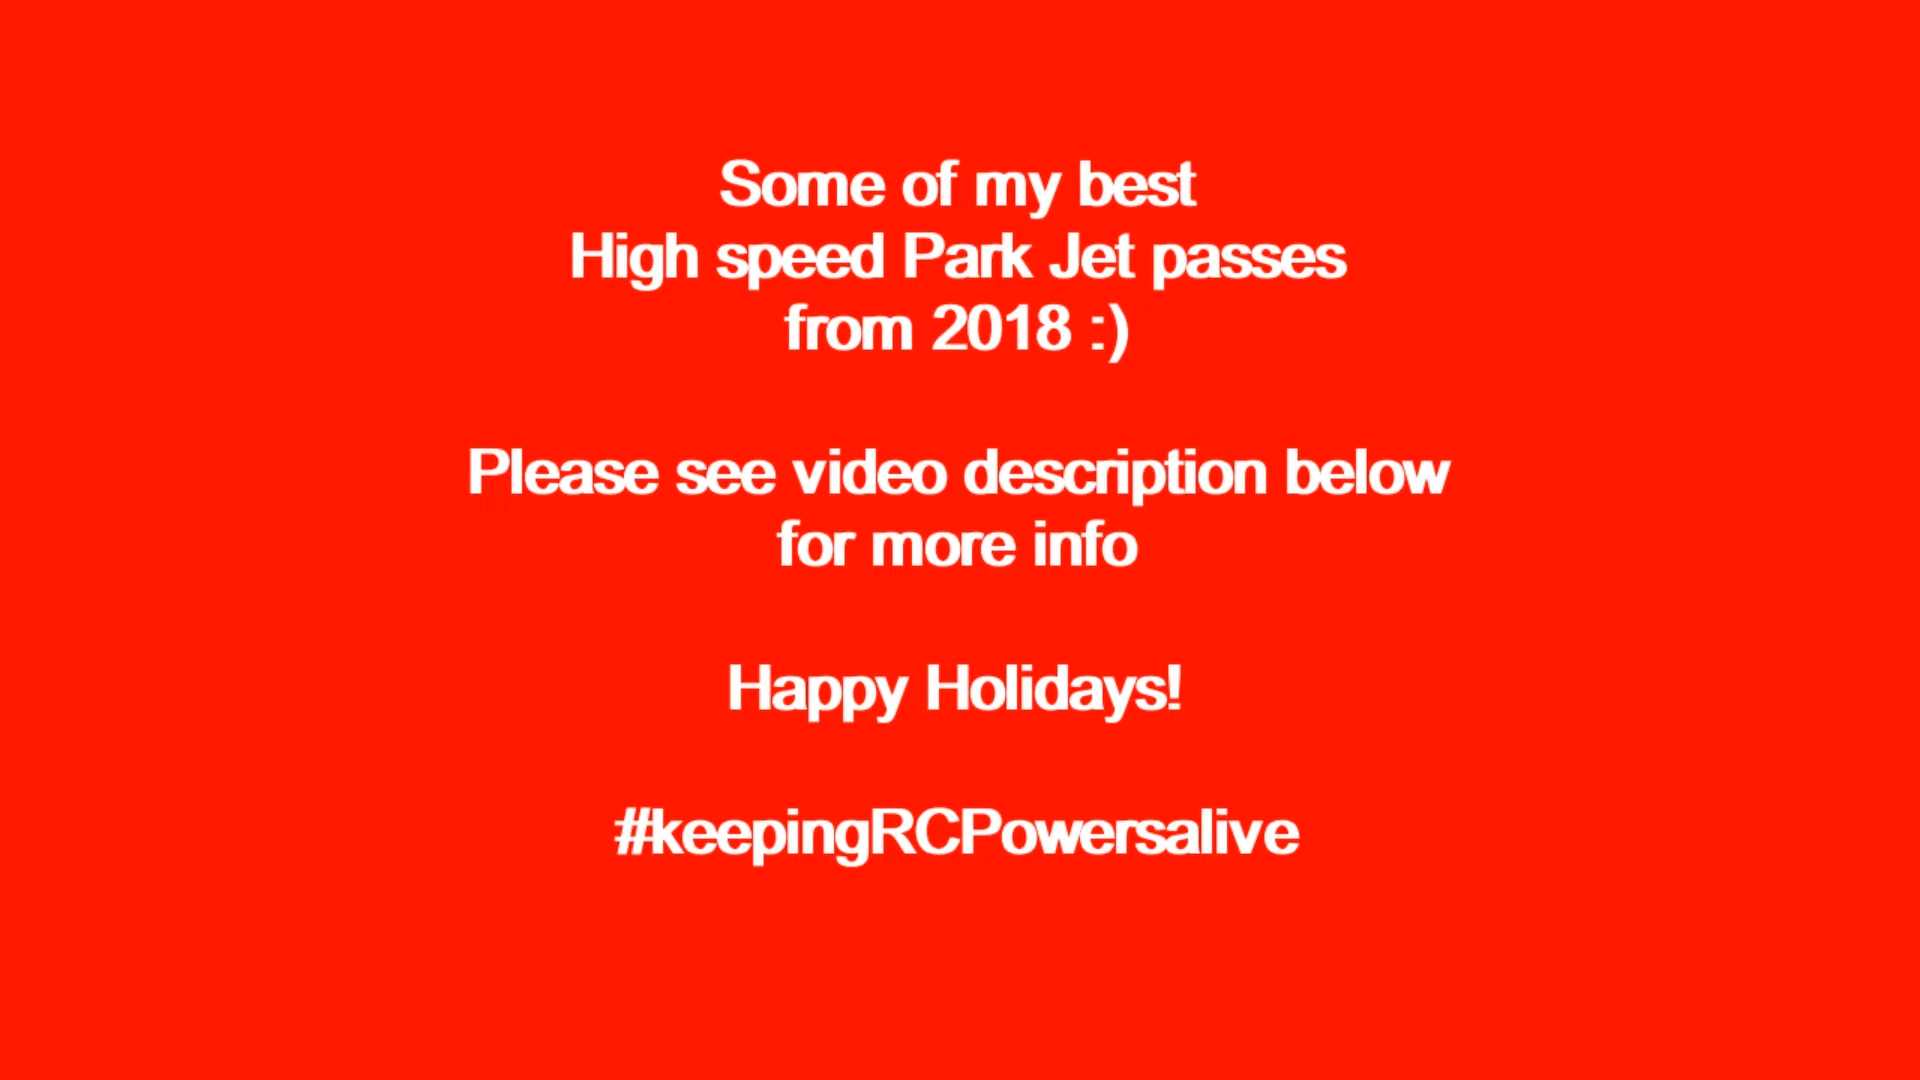 Some of my best
High speed Park Jet passes
from 2018 :)
Please see video description below
for more info
Happy Holidays!
#keepingRCPowersalive